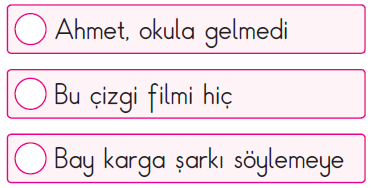 Ahmet, okula gelmedi
Bu çizgi filmi hiç
Bay karga şarkı söylemeye